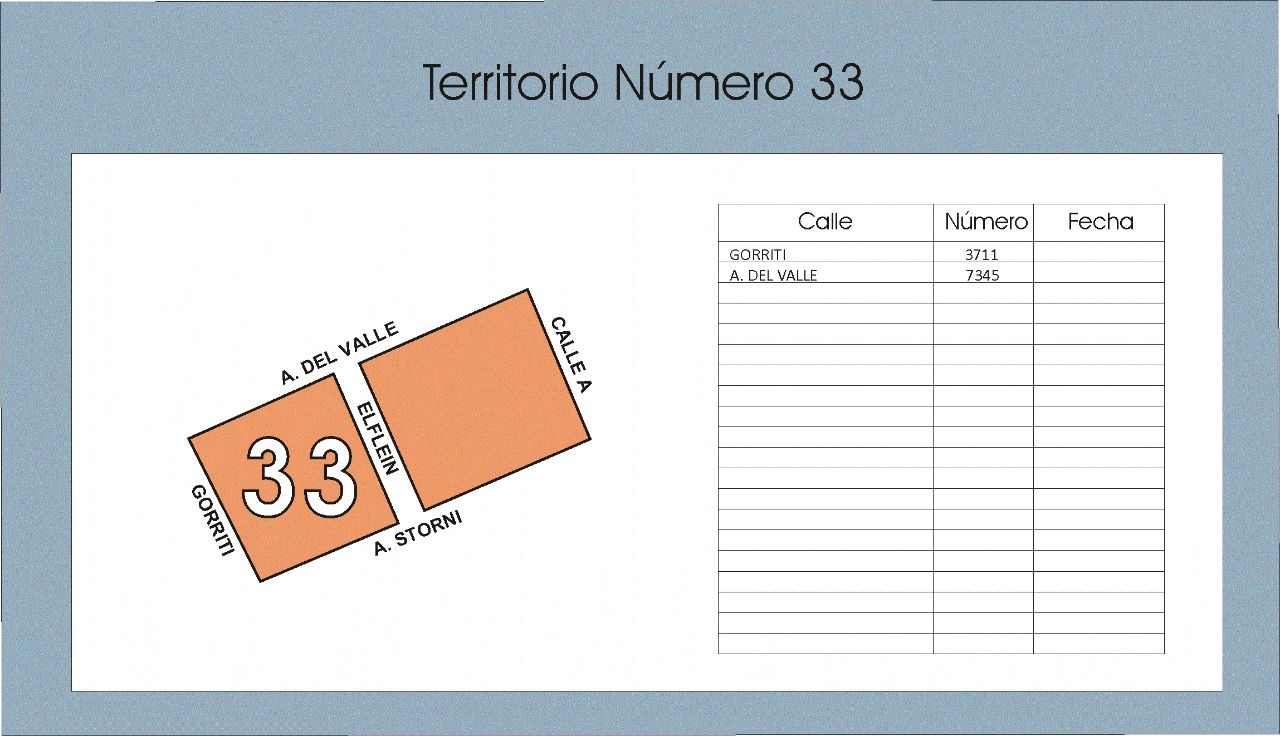 Territorio Número 33
A. DEL VALLE
CALLE A
ELFLEIN
33
GORRITI
A. STORNI
Calle Número Fecha
GORRITI 3711
A. DEL VALLE 7345